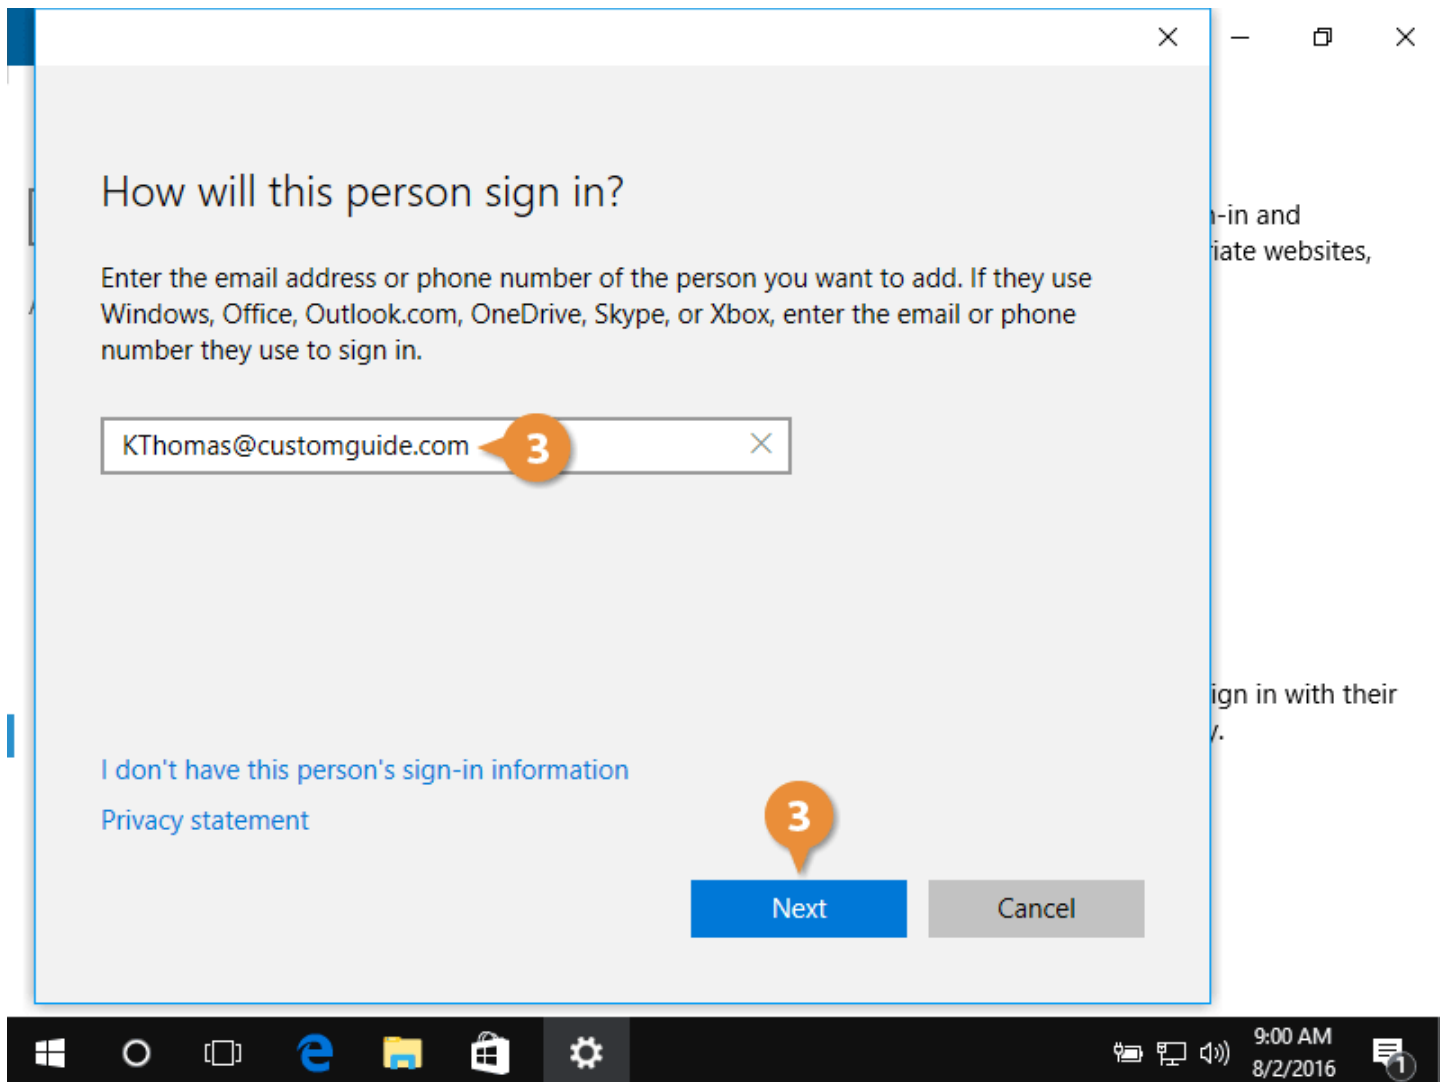 How will this person sign in?
Enter the email address or phone number of the person you want to add. If they use
Windows, Office, Outlook.com, OneDrive, Skype, or Xbox, enter the email or phone
number they use to sign in.
KThomas@customguide.com
3
I don't have this person's sign-in information
Privacy statement
3
Next
Cancel
-in and
iate websites,
ign in with their
y.
9:00 AM
8/2/2016
1